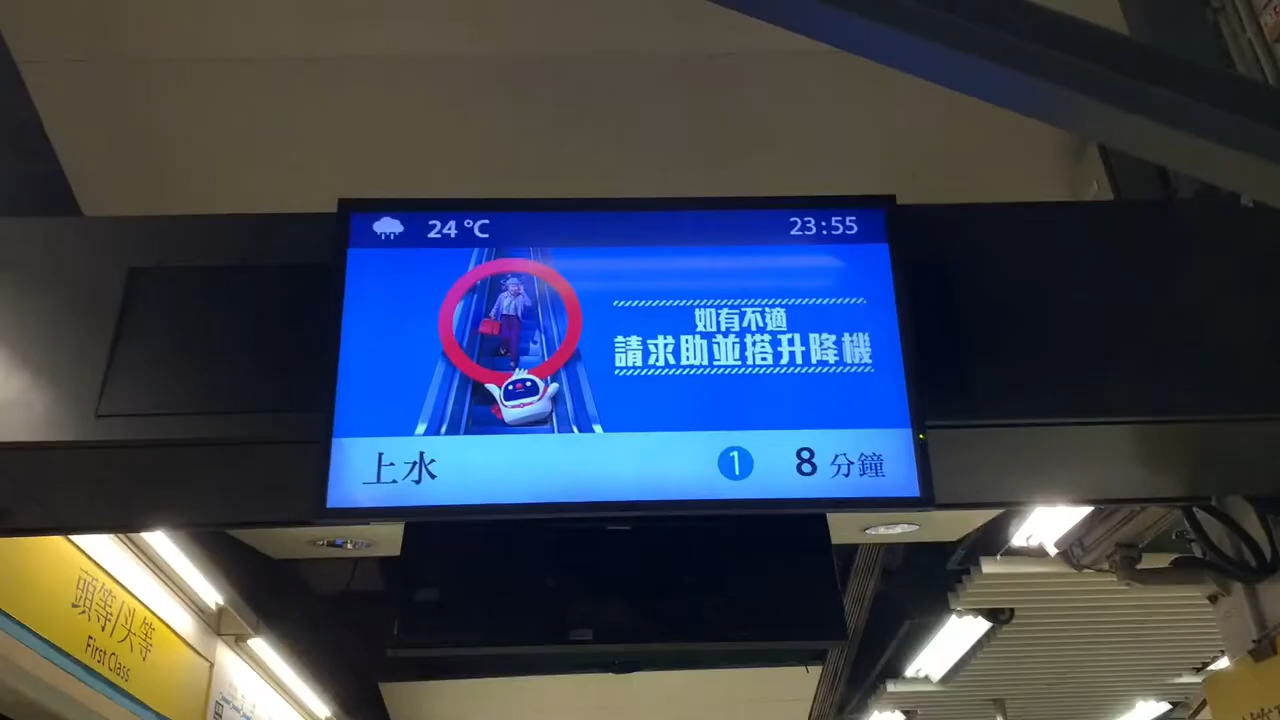 24 °C
23:55
如有不適
請求助並搭升降機
上水
1
8 分鐘
頭等/头等
First Class